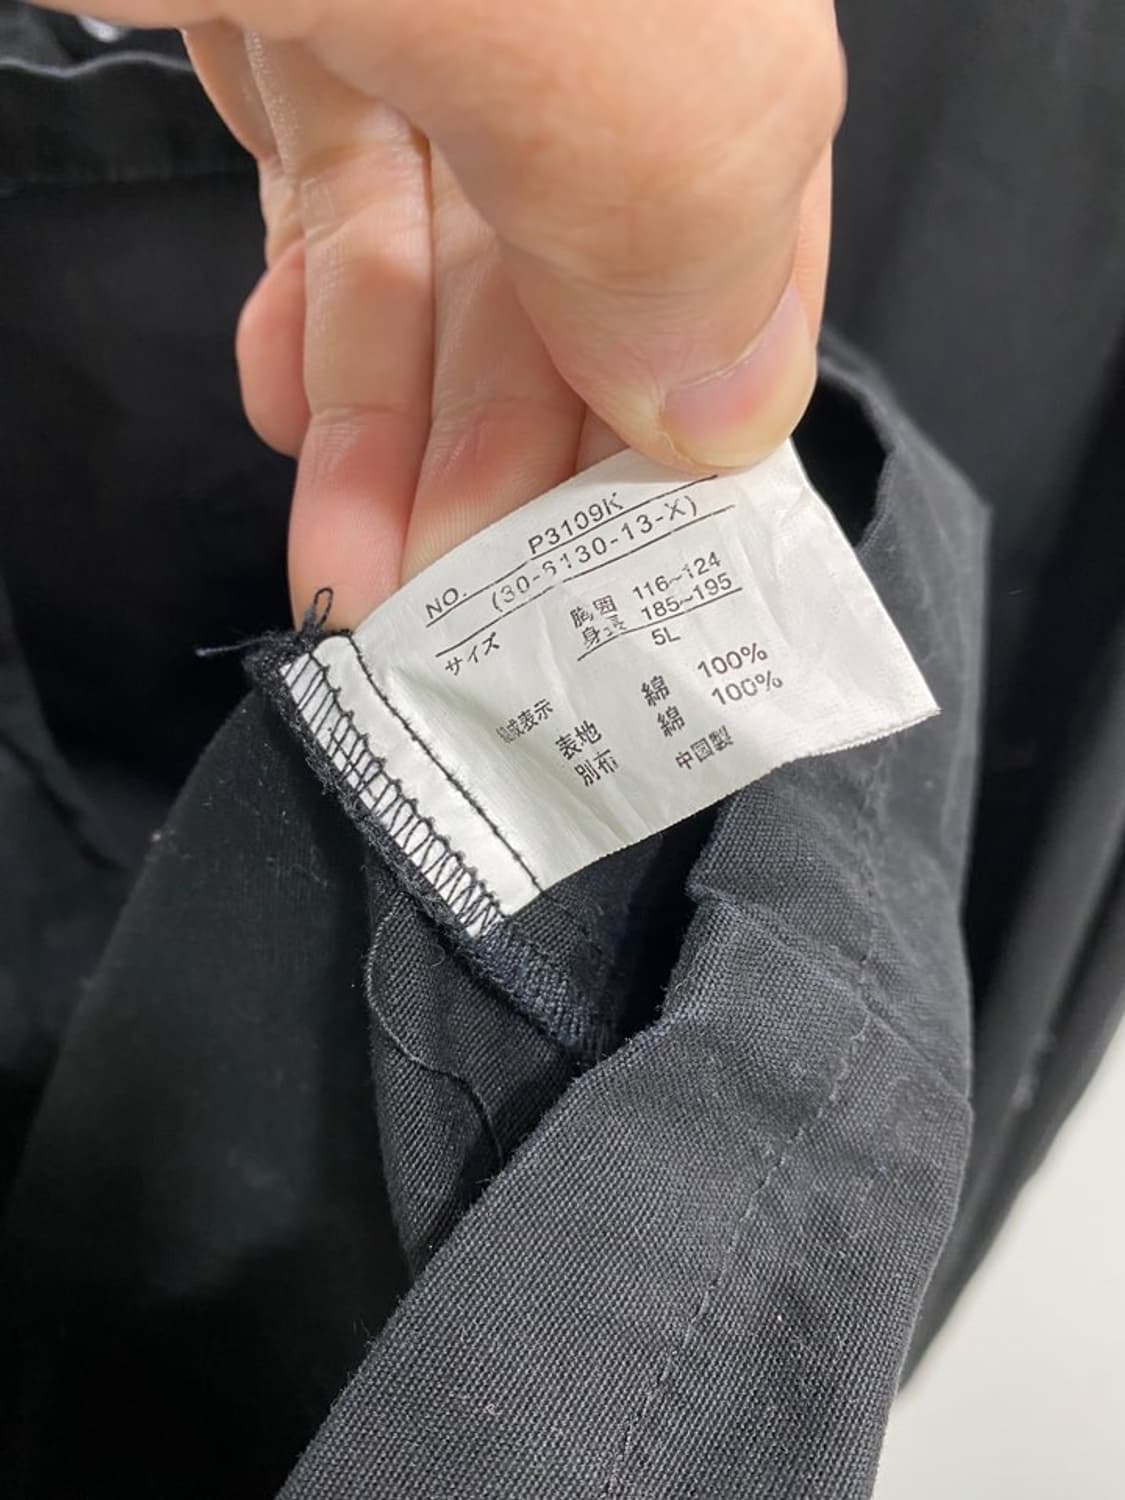 NO. P3109K
(30-6130-13-X)
サイズ 胸囲 116~124
身長 185~195
5L
組成表示
表地 綿 100%
別布 綿 100%
中国製